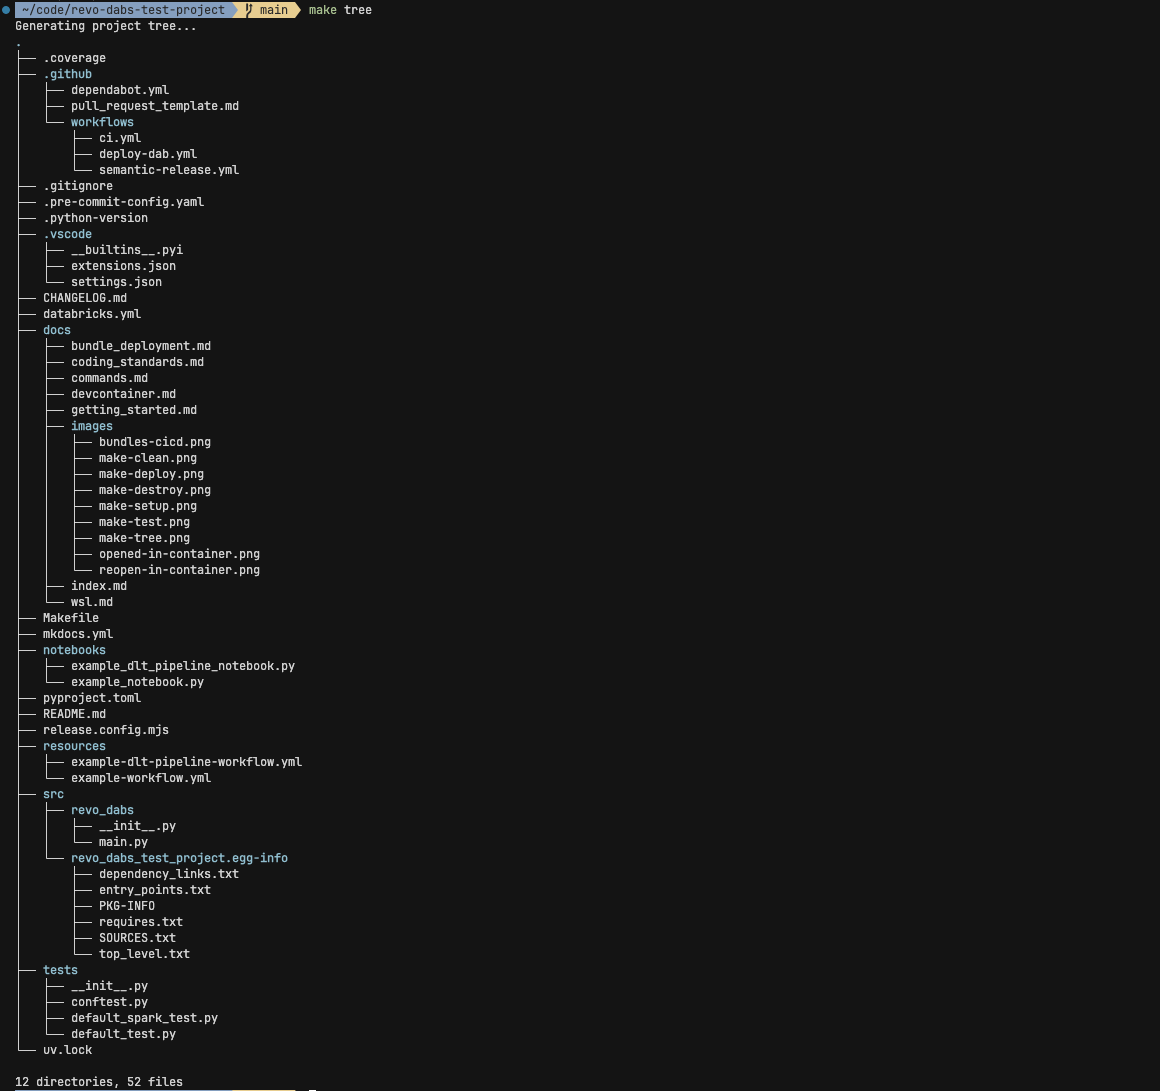 ~/code/revo-dabs-test-project main make tree
Generating project tree...
.
├── .coverage
├── .github
│   ├── dependabot.yml
│   ├── pull_request_template.md
│   └── workflows
│       ├── ci.yml
│       ├── deploy-dab.yml
│       └── semantic-release.yml
├── .gitignore
├── .pre-commit-config.yaml
├── .python-version
├── .vscode
│   ├── __builtins__.pyi
│   ├── extensions.json
│   └── settings.json
├── CHANGELOG.md
├── databricks.yml
├── docs
│   ├── bundle_deployment.md
│   ├── coding_standards.md
│   ├── commands.md
│   ├── devcontainer.md
│   ├── getting_started.md
│   ├── images
│   │   ├── bundles-cicd.png
│   │   ├── make-clean.png
│   │   ├── make-deploy.png
│   │   ├── make-destroy.png
│   │   ├── make-setup.png
│   │   ├── make-test.png
│   │   ├── make-tree.png
│   │   ├── opened-in-container.png
│   │   └── reopen-in-container.png
│   ├── index.md
│   └── wsl.md
├── Makefile
├── mkdocs.yml
├── notebooks
│   ├── example_dlt_pipeline_notebook.py
│   └── example_notebook.py
├── pyproject.toml
├── README.md
├── release.config.mjs
├── resources
│   ├── example-dlt-pipeline-workflow.yml
│   └── example-workflow.yml
├── src
│   ├── revo_dabs
│   │   ├── __init__.py
│   │   └── main.py
│   └── revo_dabs_test_project.egg-info
│       ├── dependency_links.txt
│       ├── entry_points.txt
│       ├── PKG-INFO
│       ├── requires.txt
│       ├── SOURCES.txt
│       └── top_level.txt
├── tests
│   ├── __init__.py
│   ├── conftest.py
│   ├── default_spark_test.py
│   └── default_test.py
└── uv.lock

12 directories, 52 files